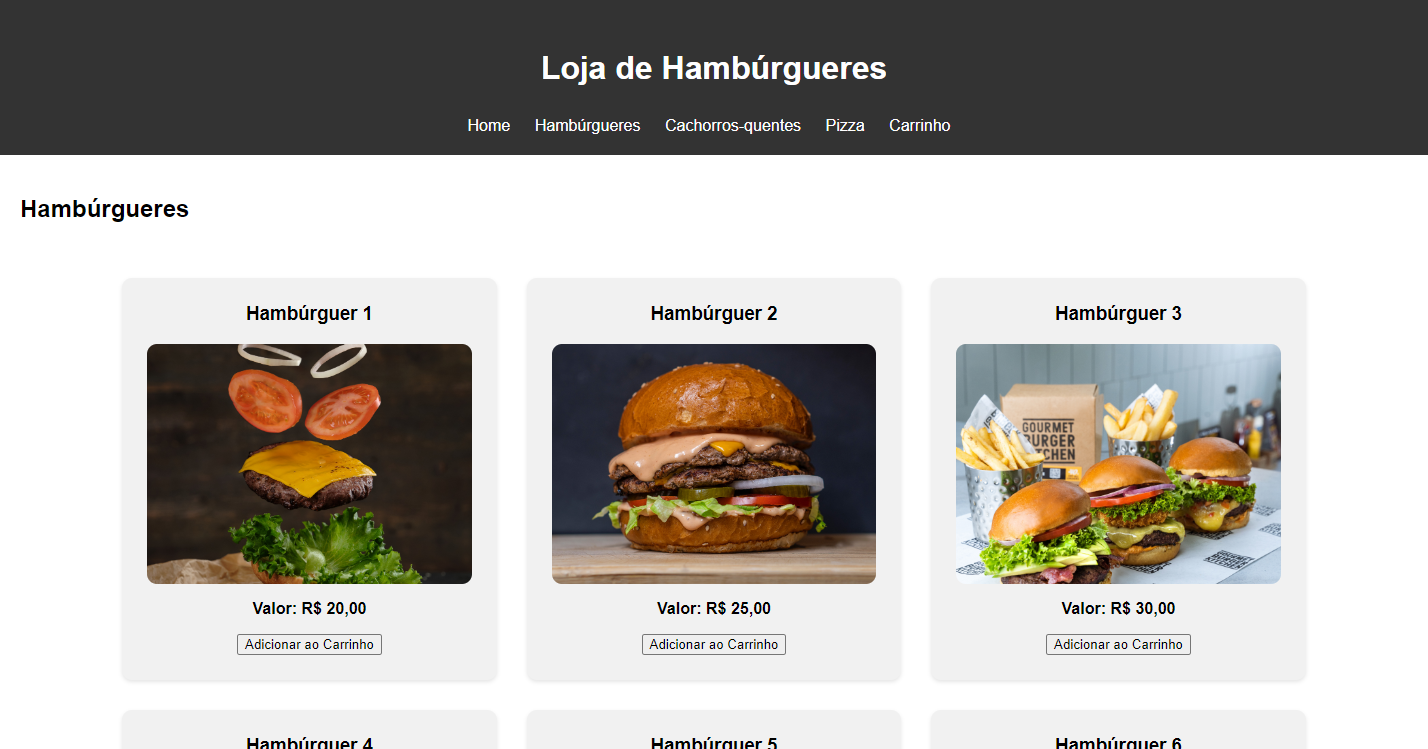 Loja de Hambúrgueres
Home Hambúrgueres Cachorros-quentes Pizza Carrinho
Hambúrgueres
Hambúrguer 1 Hambúrguer 2 Hambúrguer 3
GOURMET
BURGER
KITCHEN
Valor: R$ 20,00 Valor: R$ 25,00 Valor: R$ 30,00
Adicionar ao Carrinho Adicionar ao Carrinho Adicionar ao Carrinho
Hambúrguer 4 Hambúrguer 5 Hambúrguer 6